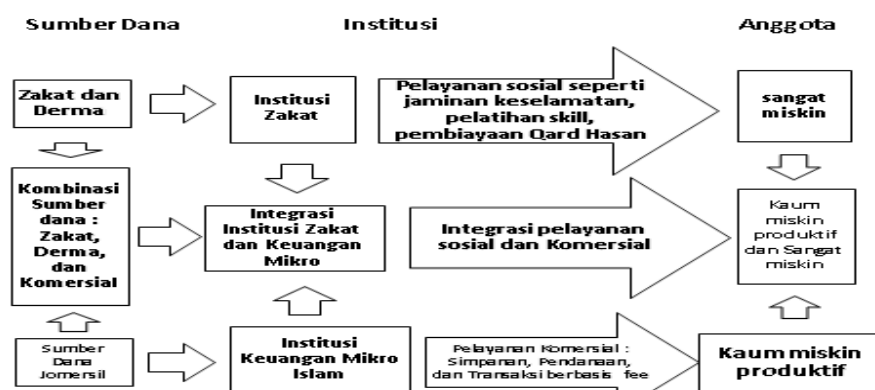 Sumber Dana
Institusi
Anggota
Zakat dan
Derma
Institusi
Zakat
Pelayanan sosial seperti
jaminan keselamatan,
pelatihan skill,
pembiayaan Qard Hasan
sangat
miskin
Kombinasi
Sumber
dana :
Zakat,
Derma,
dan
Komersial
Integrasi
Institusi Zakat
dan Keuangan
Mikro
Integrasi pelayanan
sosial dan Komersial
Kaum
miskin
produktif
dan Sangat
miskin
Sumber
Dana
Jomersil
Institusi
Keuangan Mikro
Islam
Pelayanan Komersial :
Simpanan, Pendanaan,
dan Transaksi berbasis fee
Kaum miskin
produktif